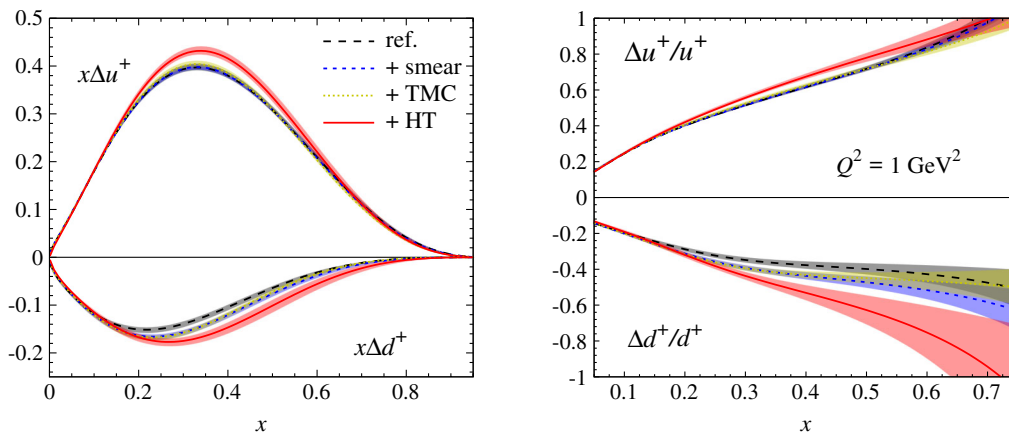 0.5
0.4
0.3
0.2
0.1
0
-0.1
-0.2
0 0.2 0.4 0.6 0.8
x
xΔu⁺
xΔd⁺
ref.
+ smear
+ TMC
+ HT
1
0.8
0.6
0.4
0.2
0
-0.2
-0.4
-0.6
-0.8
-1
0.1 0.2 0.3 0.4 0.5 0.6 0.7
x
Δu⁺/u⁺
Q² = 1 GeV²
Δd⁺/d⁺